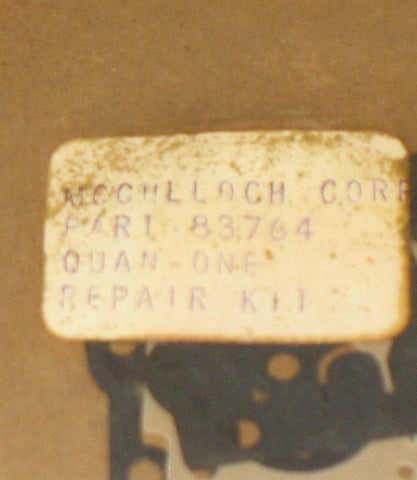 McCULLOCH CORP
PART 83764
QUAN-ONE
REPAIR KIT